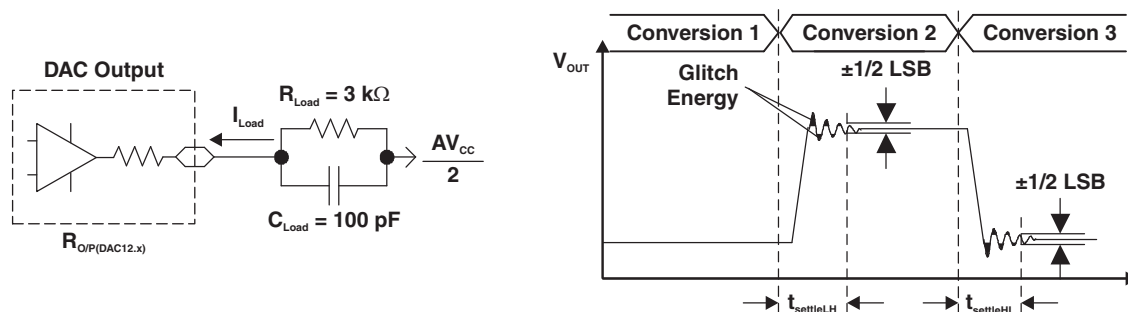 DAC Output
R_Load = 3 kΩ
I_Load
AV_CC
2
C_Load = 100 pF
R_O/P(DAC12.x)
Conversion 1
Conversion 2
Conversion 3
V_OUT
Glitch
Energy
±1/2 LSB
±1/2 LSB
t_settleLH
t_settleHL